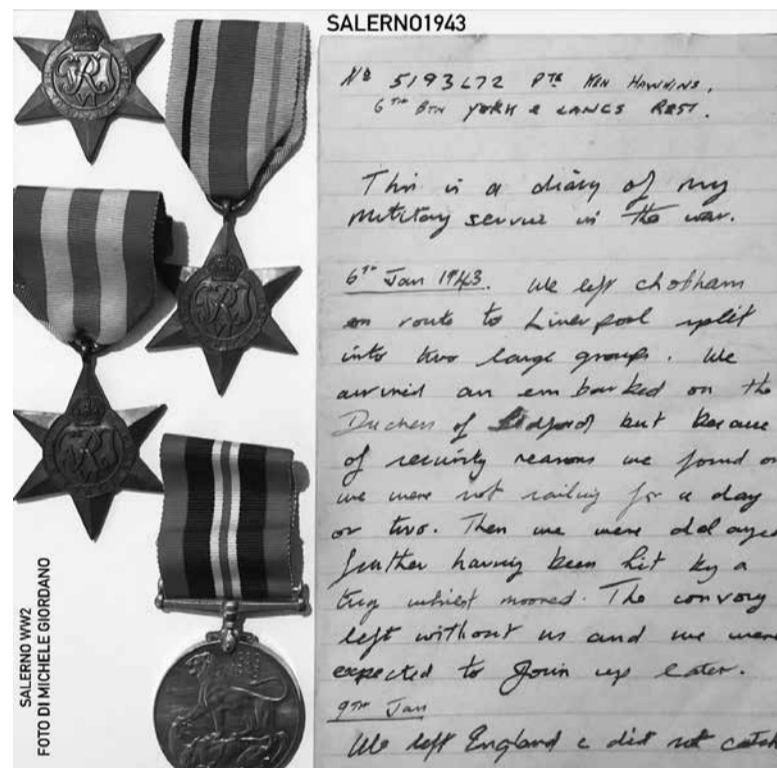 SALERNO1943
Nº 5193672 PTE KEN HAWKINS.
6TH BTN YORK & LANCS REGT.
This is a diary of my
military service in the war.
6TH Jan 1943. We left chatham
en route to Liverpool split
into two large groups. We
arrived an embarked on the
Duchess of Bedford but because
of security reasons we found
we were not sailing for a day
or two. Then we were delayed
further having been hit by a
tug whilst moored. The convoy
left without us and we were
expected to join up later.
9TH Jan
We left England & did not catch
SALERNO WW2
FOTO DI MICHELE GIORDANO